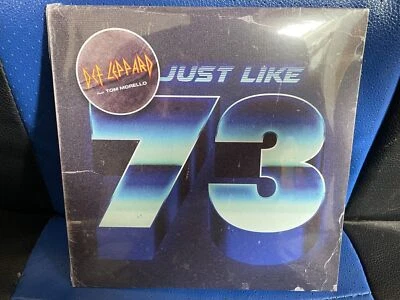 DEF LEPPARD
Feat. TOM MORELLO
JUST LIKE
73